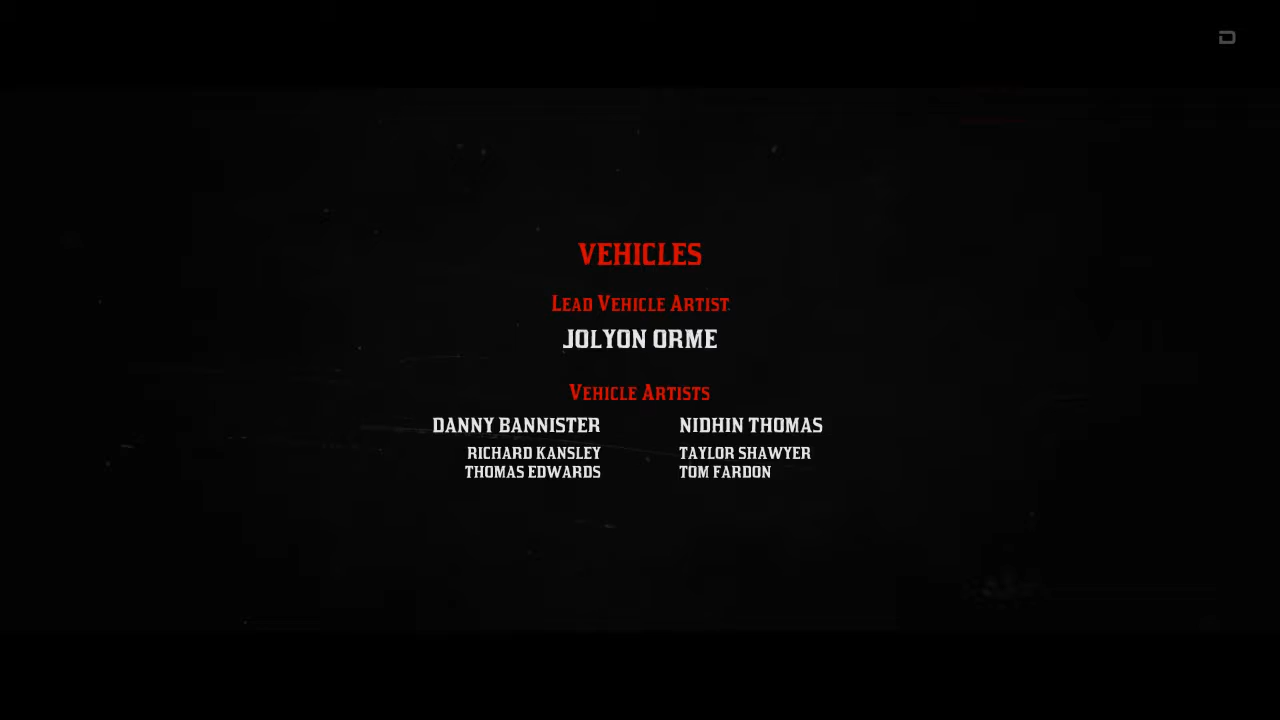 VEHICLES
LEAD VEHICLE ARTIST
JOLYON ORME
VEHICLE ARTISTS
DANNY BANNISTER NIDHIN THOMAS
RICHARD KANSLEY TAYLOR SHAWYER
THOMAS EDWARDS TOM FARDON